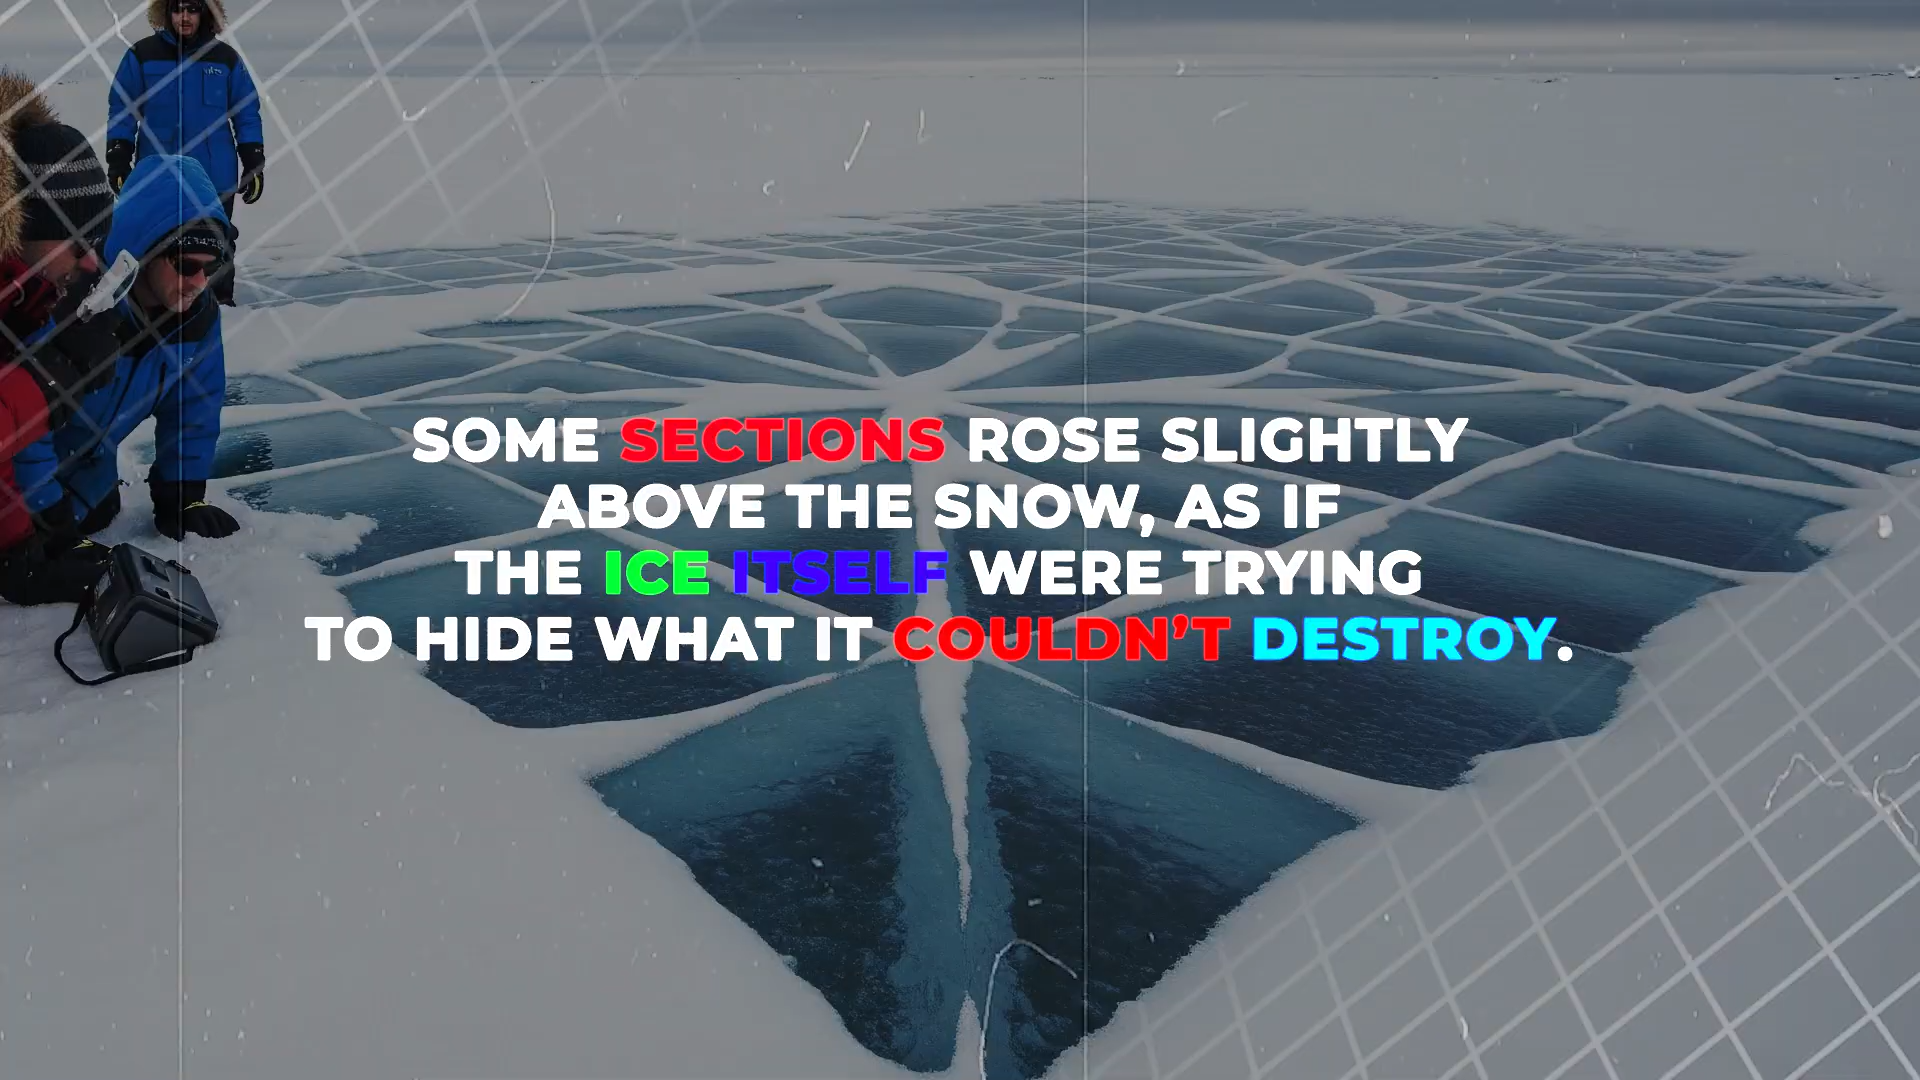 SOME SECTIONS ROSE SLIGHTLY
ABOVE THE SNOW, AS IF
THE ICE ITSELF WERE TRYING
TO HIDE WHAT IT COULDN’T DESTROY.